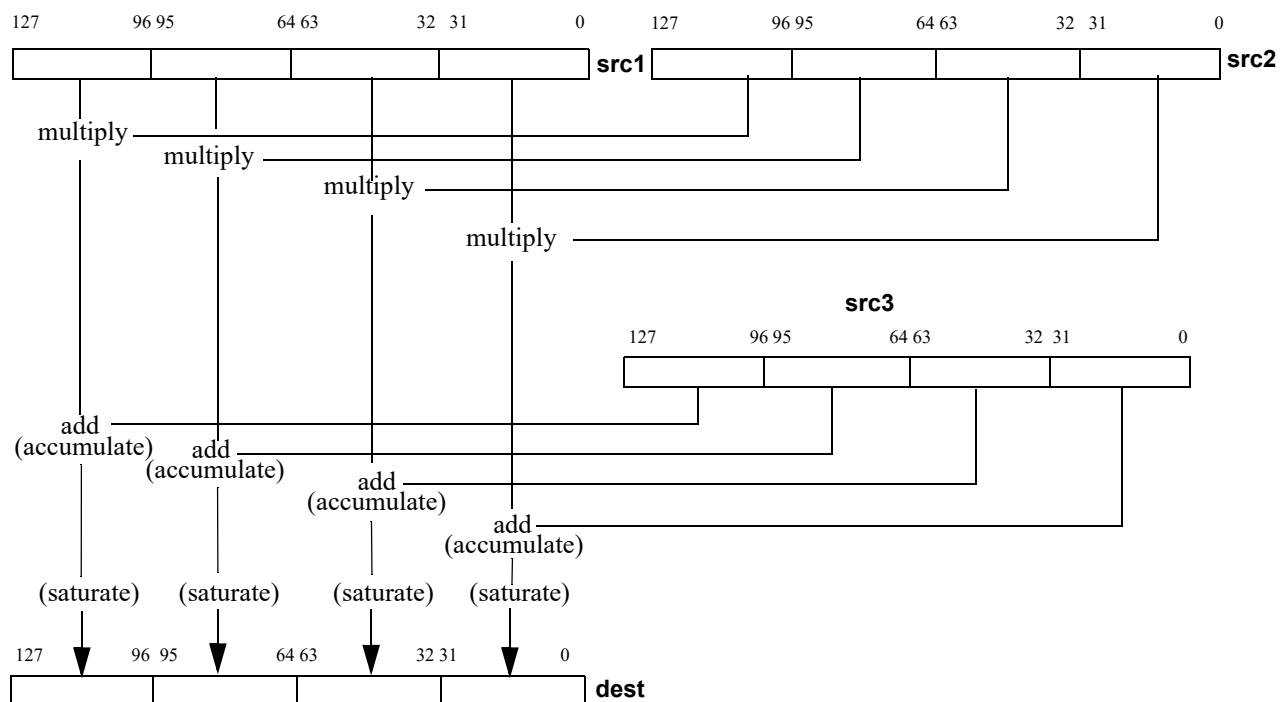 127 96 95 64 63 32 31 0 127 96 95 64 63 32 31 0
src1 src2
multiply
multiply
multiply
multiply
src3
127 96 95 64 63 32 31 0
add
(accumulate)
add
(accumulate)
add
(accumulate)
add
(accumulate)
(saturate) (saturate) (saturate) (saturate)
127 96 95 64 63 32 31 0
dest